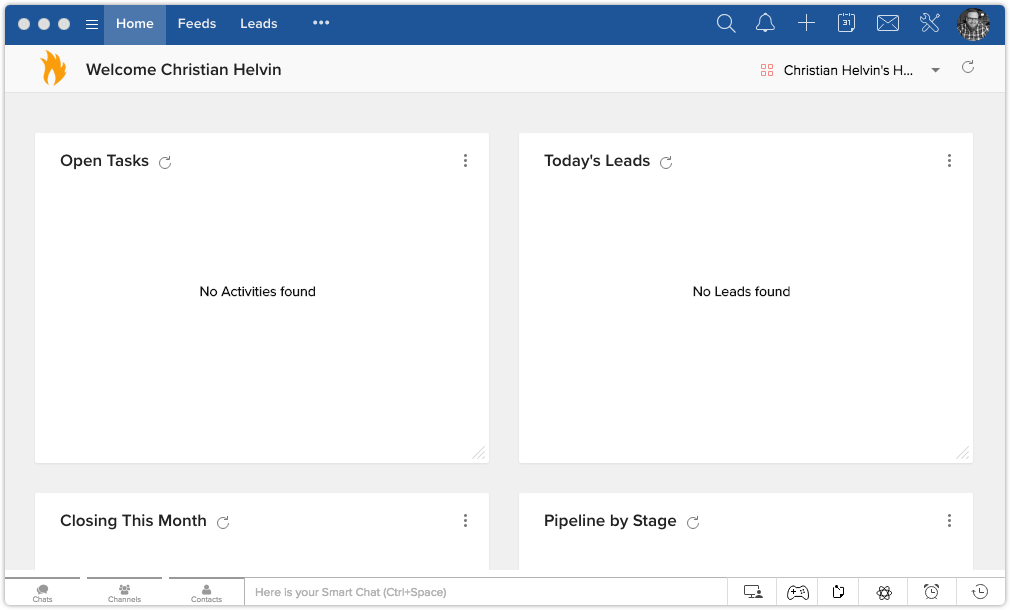 Home Feeds Leads •••
31
Welcome Christian Helvin
Christian Helvin's H...
Open Tasks
Today's Leads
No Activities found
No Leads found
Closing This Month
Pipeline by Stage
Chats
Channels
Contacts
Here is your Smart Chat (Ctrl+Space)